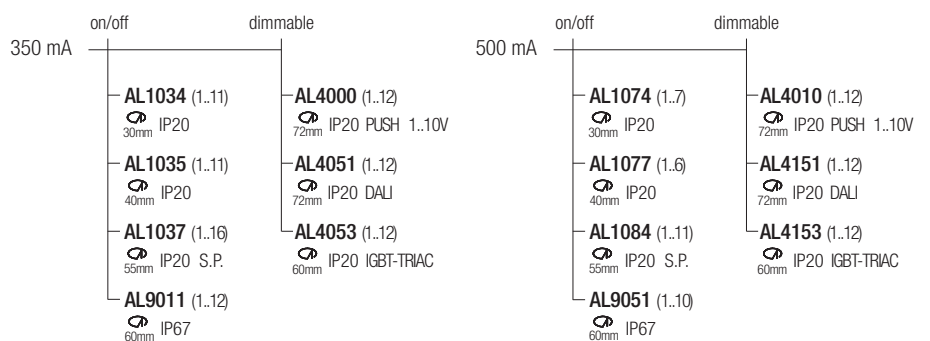 on/off dimmable
350 mA
AL1034 (1..11) AL4000 (1..12)
30mm IP20 72mm IP20 PUSH 1..10V
AL1035 (1..11) AL4051 (1..12)
40mm IP20 72mm IP20 DALI
AL1037 (1..16) AL4053 (1..12)
55mm IP20 S.P. 60mm IP20 IGBT-TRIAC
AL9011 (1..12)
60mm IP67
on/off dimmable
500 mA
AL1074 (1..7) AL4010 (1..12)
30mm IP20 72mm IP20 PUSH 1..10V
AL1077 (1..6) AL4151 (1..12)
40mm IP20 72mm IP20 DALI
AL1084 (1..11) AL4153 (1..12)
55mm IP20 S.P. 60mm IP20 IGBT-TRIAC
AL9051 (1..10)
60mm IP67